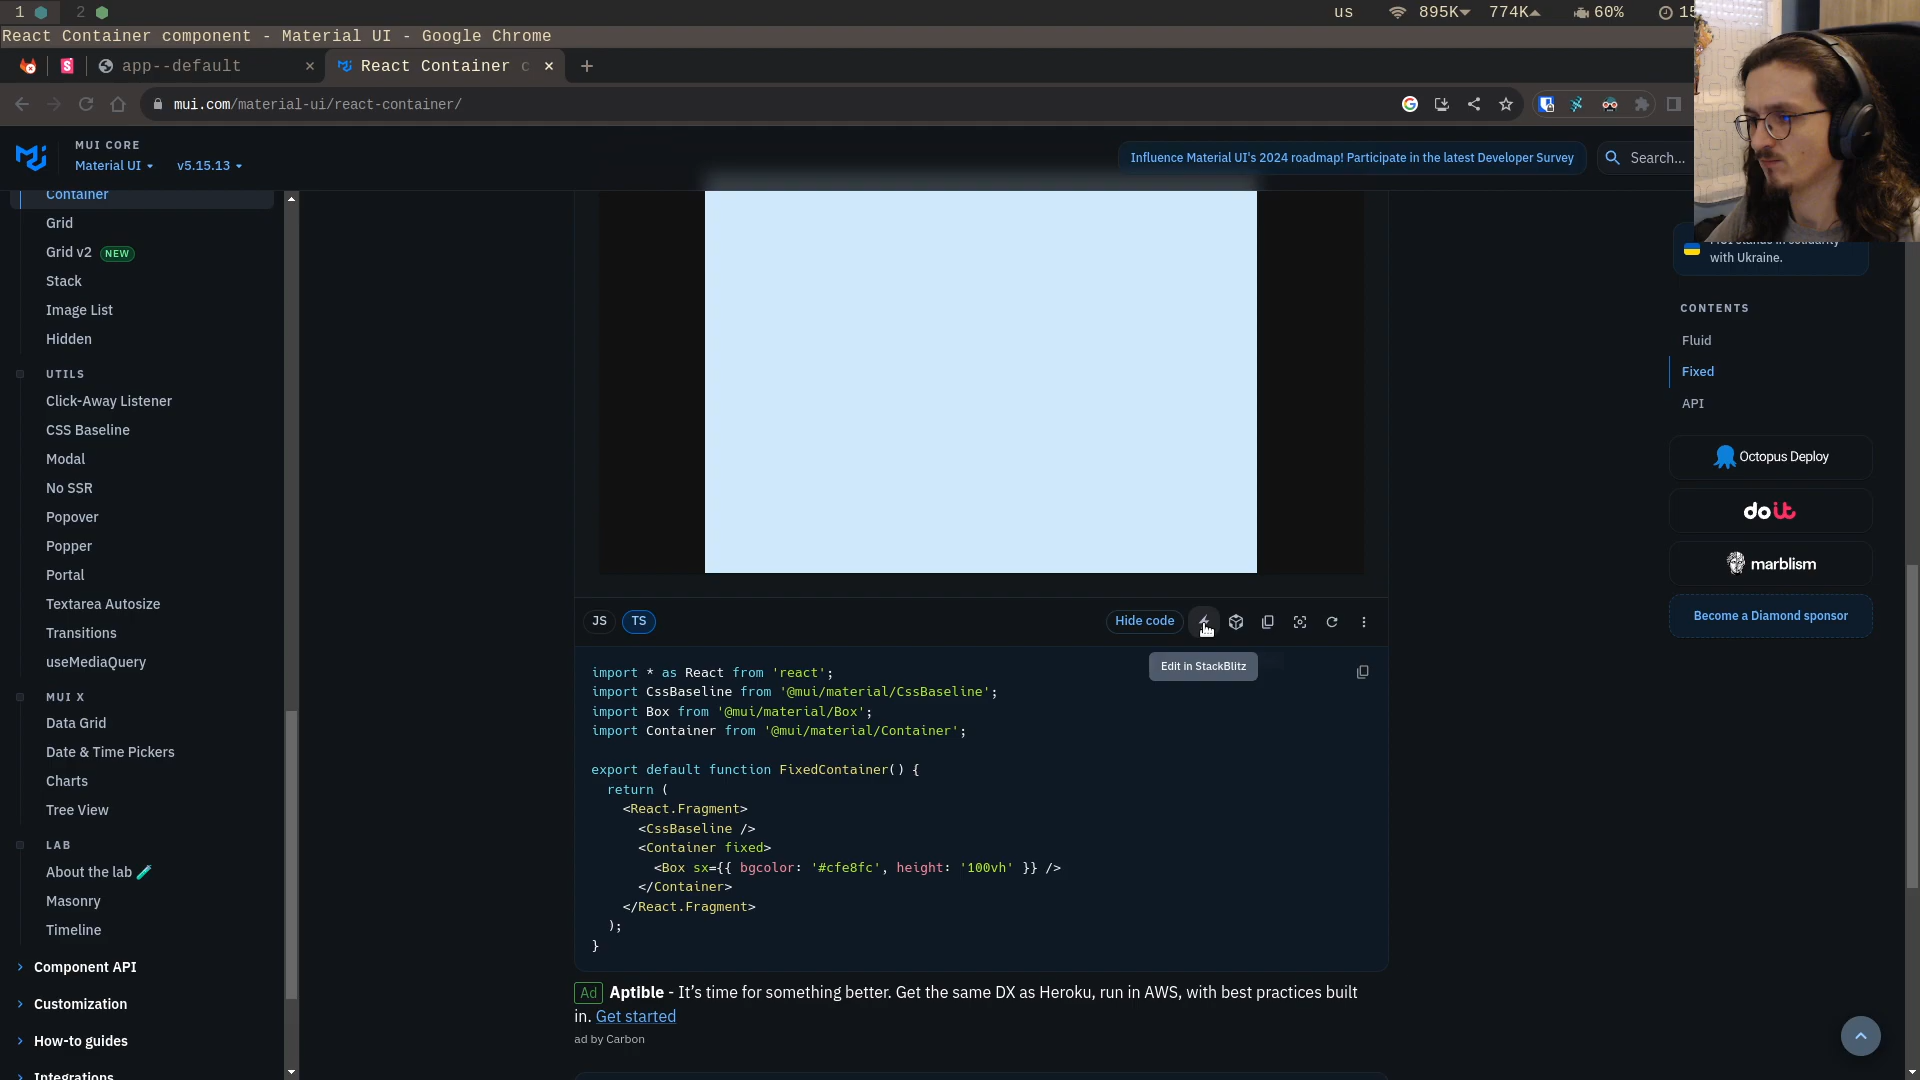 1 2 us 895K 774K 60% 15
React Container component - Material UI - Google Chrome
app--default React Container c
mui.com/material-ui/react-container/
MUI CORE
Material UI v5.15.13
Influence Material UI's 2024 roadmap! Participate in the latest Developer Survey
Search...
Container
Grid
Grid v2 NEW
Stack
Image List
Hidden
UTILS
Click-Away Listener
CSS Baseline
Modal
No SSR
Popover
Popper
Portal
Textarea Autosize
Transitions
useMediaQuery
MUI X
Data Grid
Date & Time Pickers
Charts
Tree View
LAB
About the lab
Masonry
Timeline
Component API
Customization
How-to guides
Integrations
JS TS Hide code
Edit in StackBlitz
import * as React from 'react';
import CssBaseline from '@mui/material/CssBaseline';
import Box from '@mui/material/Box';
import Container from '@mui/material/Container';
export default function FixedContainer() {
return (
<React.Fragment>
<CssBaseline />
<Container fixed>
<Box sx={{ bgcolor: '#cfe8fc', height: '100vh' }} />
</Container>
</React.Fragment>
);
}
Ad Aptible - It's time for something better. Get the same DX as Heroku, run in AWS, with best practices built
in. Get started
ad by Carbon
with Ukraine.
CONTENTS
Fluid
Fixed
API
Octopus Deploy
doit
marblism
Become a Diamond sponsor